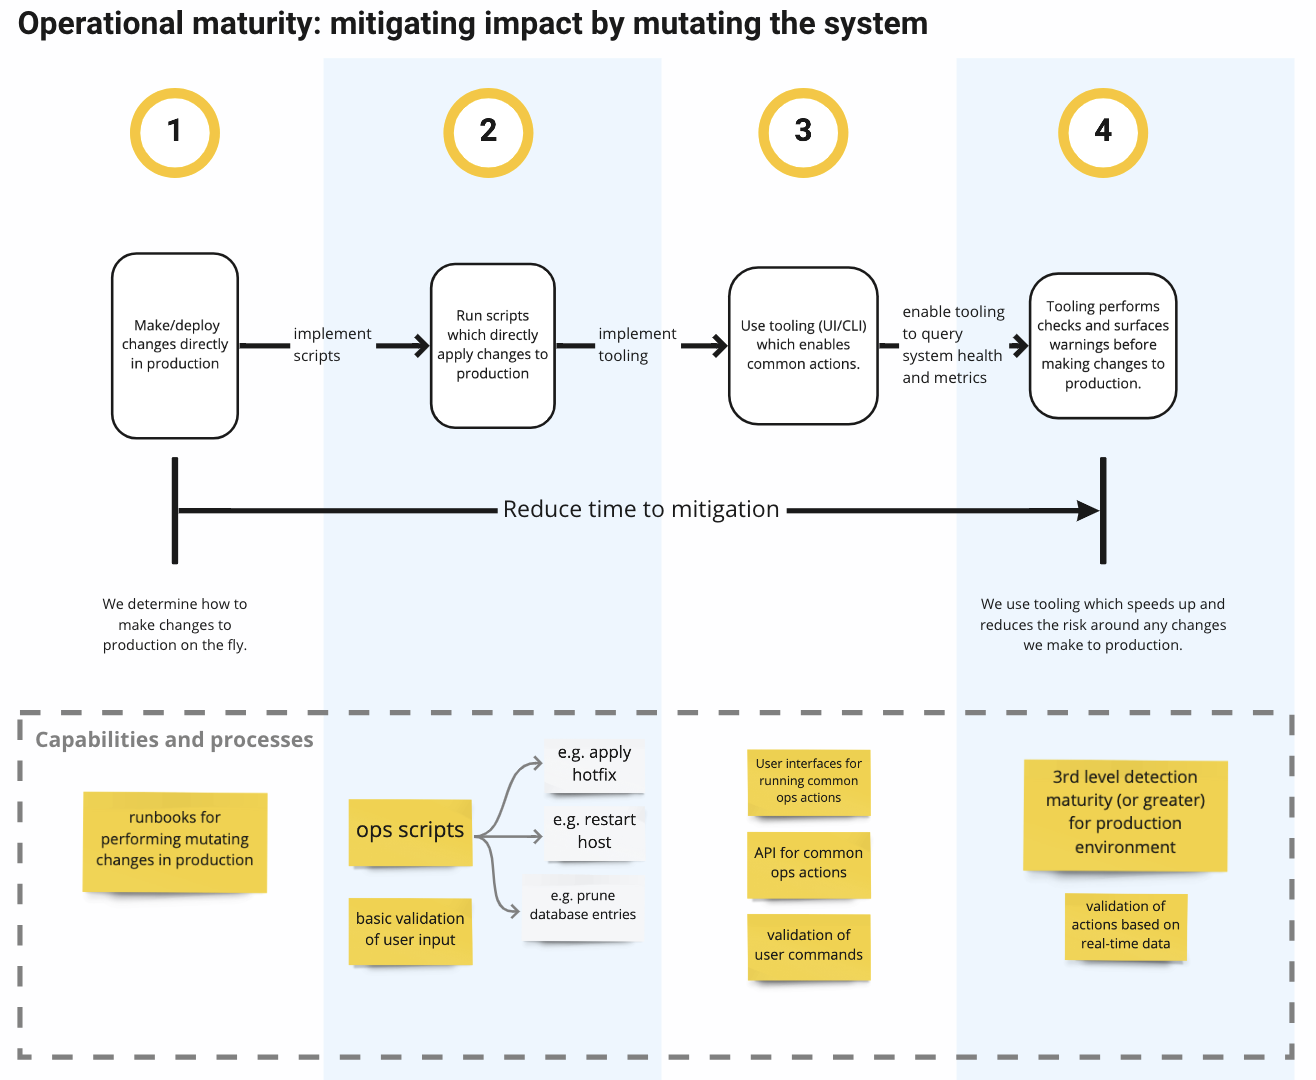 Operational maturity: mitigating impact by mutating the system
1
2
3
4
Make/deploy
changes directly
in production
implement
scripts
Run scripts
which directly
apply changes to
production
implement
tooling
Use tooling (UI/CLI)
which enables
common actions.
enable tooling
to query
system health
and metrics
Tooling performs
checks and surfaces
warnings before
making changes to
production.
Reduce time to mitigation
We determine how to
make changes to
production on the fly.
We use tooling which speeds up and
reduces the risk around any changes
we make to production.
Capabilities and processes
runbooks for
performing mutating
changes in production
ops scripts
e.g. apply
hotfix
e.g. restart
host
e.g. prune
database entries
basic validation
of user input
User interfaces for
running common
ops actions
API for common
ops actions
validation of
user commands
3rd level detection
maturity (or greater)
for production
environment
validation of
actions based on
real-time data